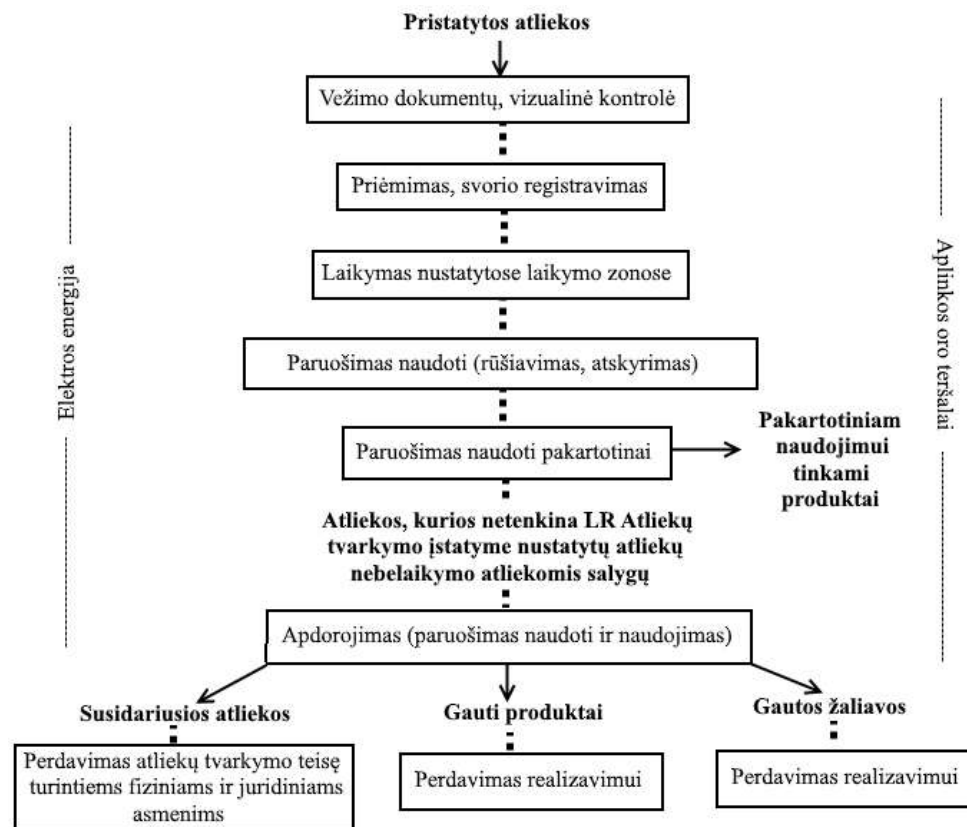 Pristatytos atliekos
Vežimo dokumentų, vizualinė kontrolė
Priėmimas, svorio registravimas
Laikymas nustatytose laikymo zonose
Paruošimas naudoti (rūšiavimas, atskyrimas)
Paruošimas naudoti pakartotinai
Pakartotiniam
naudojimui
tinkami
produktai
Atliekos, kurios netenkina LR Atliekų
tvarkymo įstatyme nustatytų atliekų
nebelaikymo atliekomis salygų
Apdorojimas (paruošimas naudoti ir naudojimas)
Elektros energija
Aplinkos oro teršalai
Susidariusios atliekos
Gauti produktai
Gautos žaliavos
Perdavimas atliekų tvarkymo teisę
turintiems fiziniams ir juridiniams
asmenims
Perdavimas realizavimui
Perdavimas realizavimui